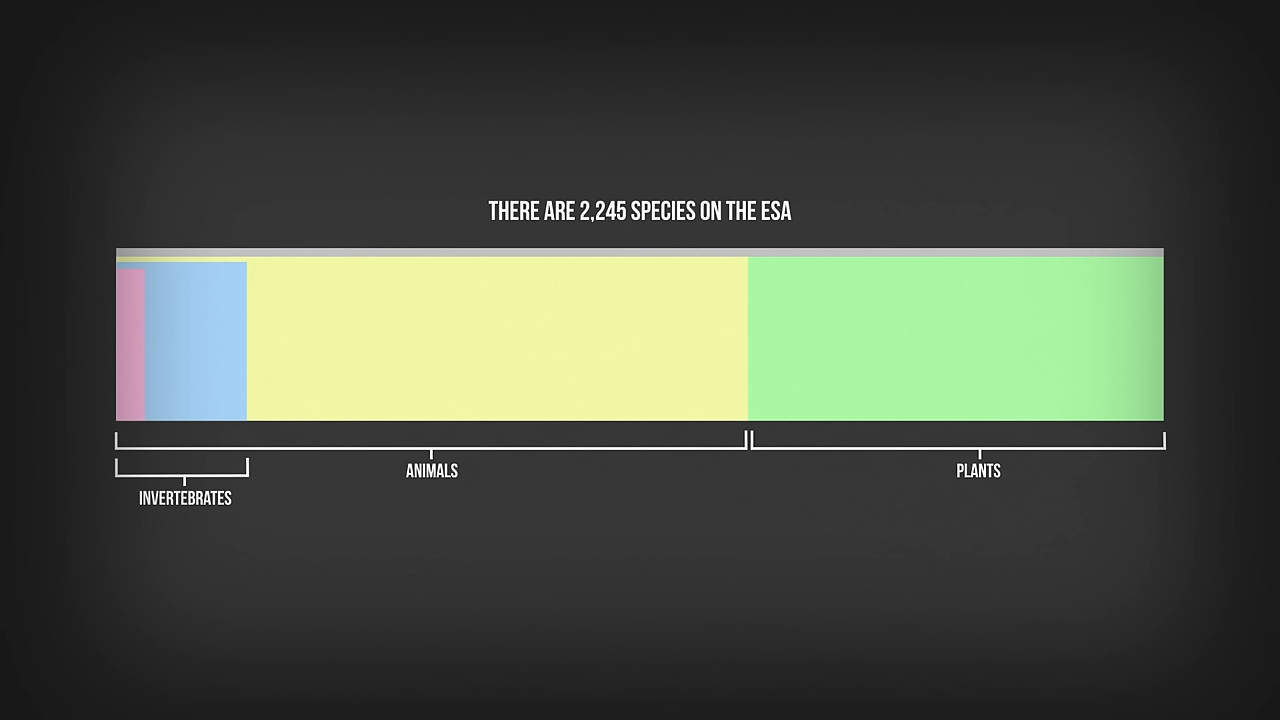 THERE ARE 2,245 SPECIES ON THE ESA
ANIMALS
PLANTS
INVERTEBRATES